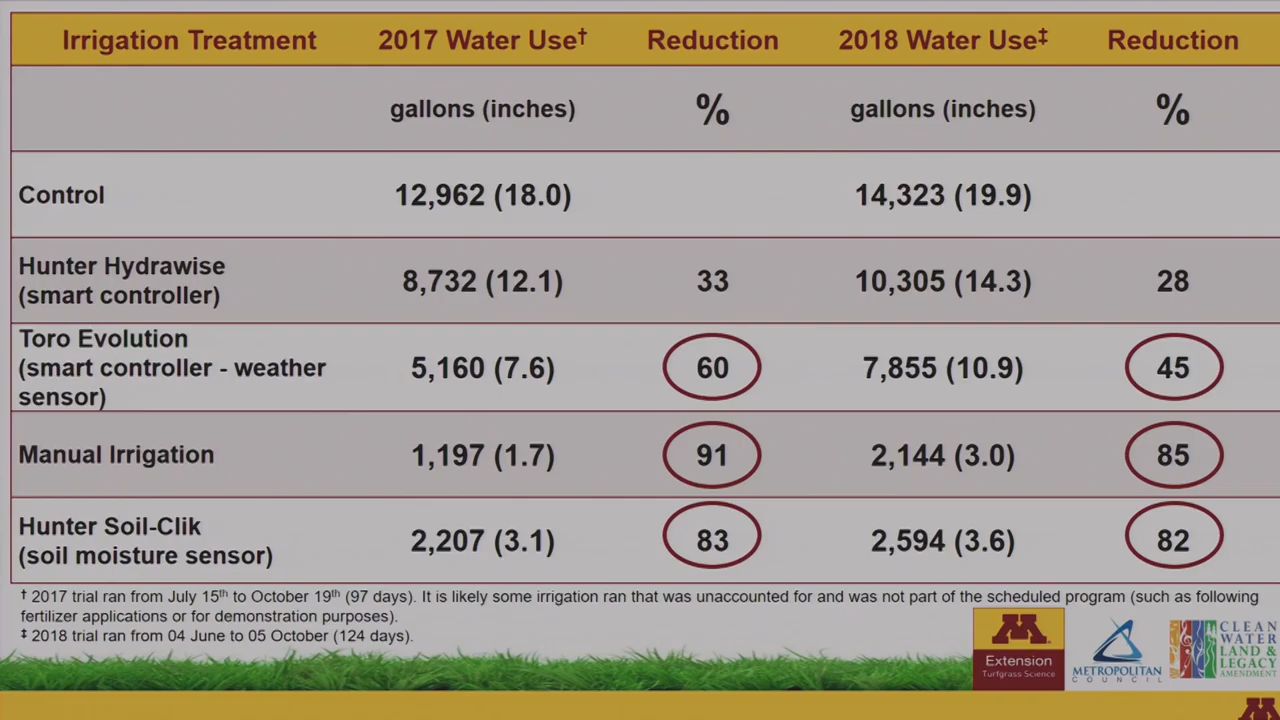 Irrigation Treatment 2017 Water Use† Reduction 2018 Water Use‡ Reduction
gallons (inches) % gallons (inches) %
Control 12,962 (18.0) 14,323 (19.9)
Hunter Hydrawise
(smart controller) 8,732 (12.1) 33 10,305 (14.3) 28
Toro Evolution
(smart controller - weather 5,160 (7.6) 60 7,855 (10.9) 45
sensor)
Manual Irrigation 1,197 (1.7) 91 2,144 (3.0) 85
Hunter Soil-Clik
(soil moisture sensor) 2,207 (3.1) 83 2,594 (3.6) 82
† 2017 trial ran from July 15th to October 19th (97 days). It is likely some irrigation ran that was unaccounted for and was not part of the scheduled program (such as following
fertilizer applications or for demonstration purposes).
‡ 2018 trial ran from 04 June to 05 October (124 days).
M
Extension
Turfgrass Science
METROPOLITAN
COUNCIL
CLEAN
WATER
LAND &
LEGACY
AMENDMENT
M